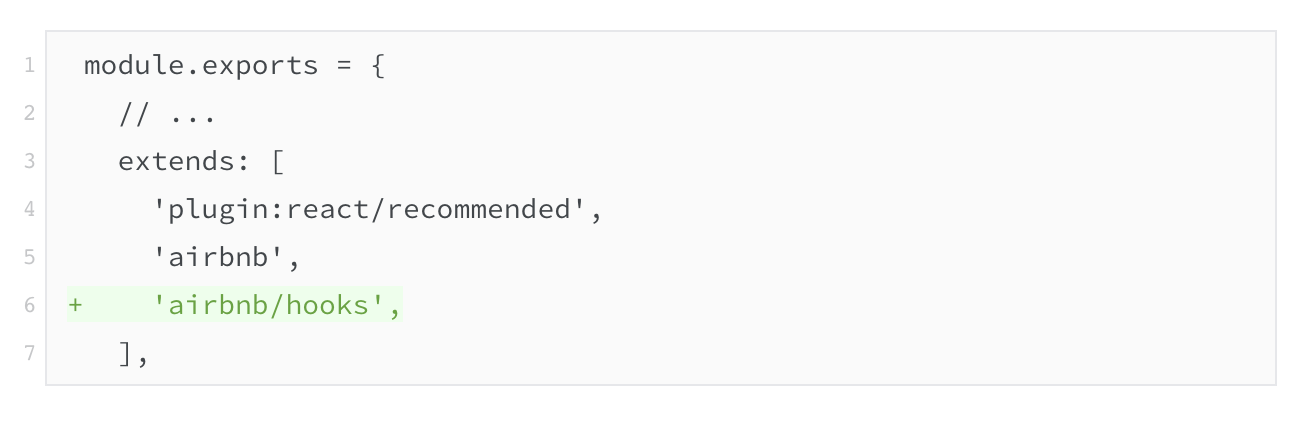 1 module.exports = {
2   // ...
3   extends: [
4     'plugin:react/recommended',
5     'airbnb',
6 +     'airbnb/hooks',
7   ],